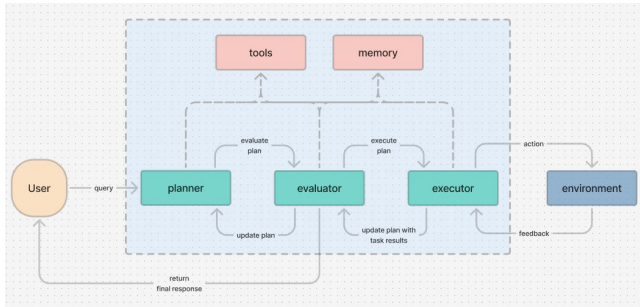 tools
memory
evaluate
plan
execute
plan
action
User
query
planner
evaluator
executor
environment
update plan
update plan with
task results
feedback
return
final response